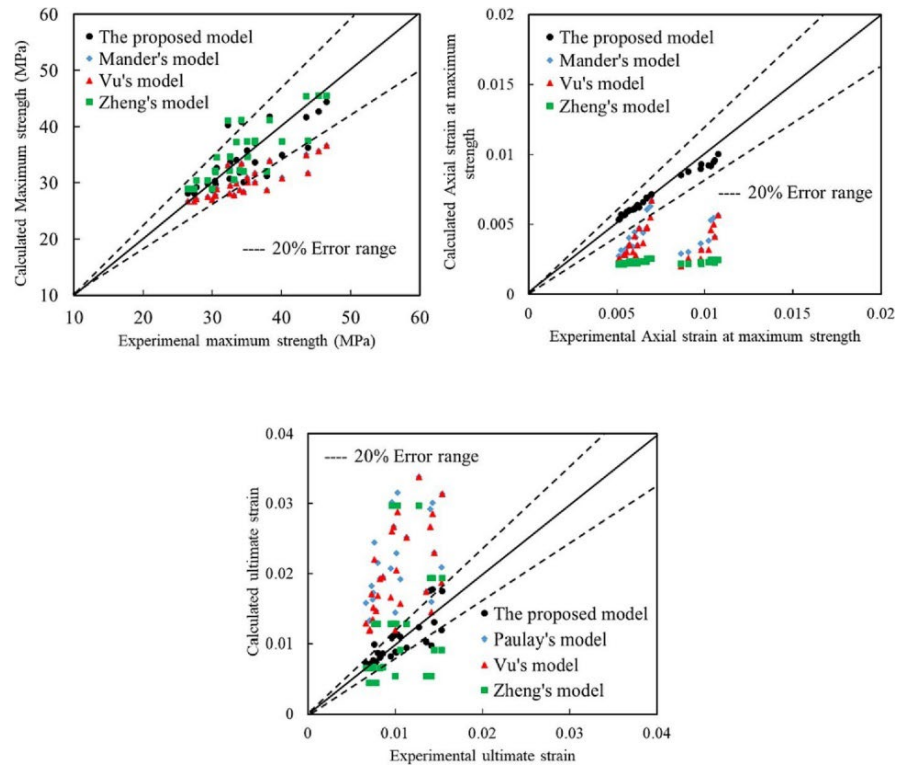 60
50
40
30
20
10
10
20
30
40
50
60
Calculated Maximum strength (MPa)
Experimenal maximum strength (MPa)
The proposed model
Mander's model
Vu's model
Zheng's model
---- 20% Error range
0.02
0.015
0.01
0.005
0
0
0.005
0.01
0.015
0.02
Calculated Axial strain at maximum
strength
Experimental Axial strain at maximum strength
The proposed model
Mander's model
Vu's model
Zheng's model
---- 20% Error range
0.04
0.03
0.02
0.01
0
0
0.01
0.02
0.03
0.04
Calculated ultimate strain
Experimental ultimate strain
---- 20% Error range
The proposed model
Paulay's model
Vu's model
Zheng's model